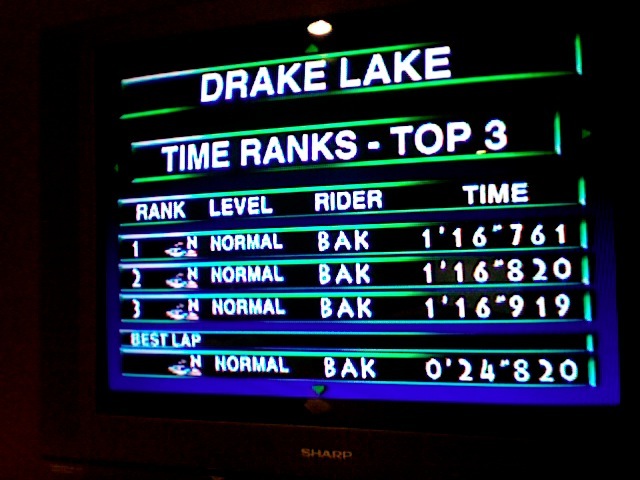 DRAKE LAKE
TIME RANKS - TOP 3
RANK LEVEL RIDER TIME
1 N NORMAL BAK 1'16"761
2 N NORMAL BAK 1'16"820
3 N NORMAL BAK 1'16"919
BEST LAP
N NORMAL BAK 0'24"820
SHARP